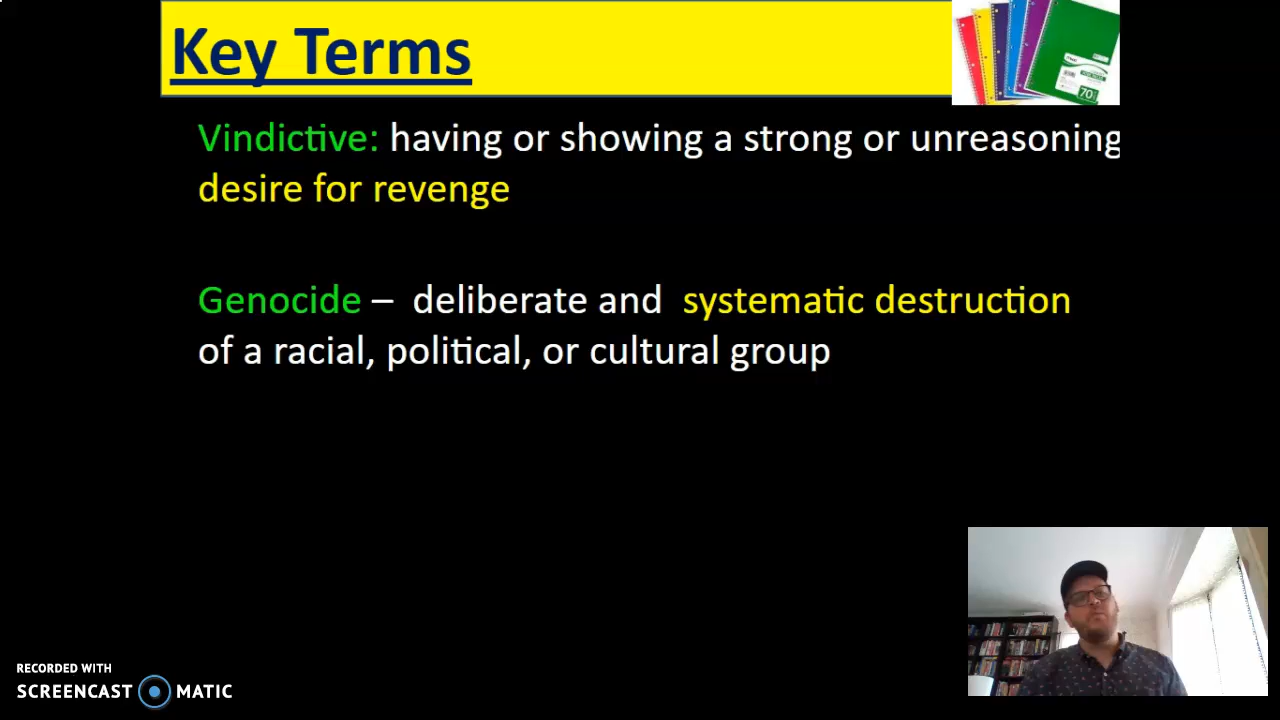 Key Terms
70
Vindictive: having or showing a strong or unreasoning
desire for revenge
Genocide – deliberate and systematic destruction
of a racial, political, or cultural group
RECORDED WITH
SCREENCAST MATIC